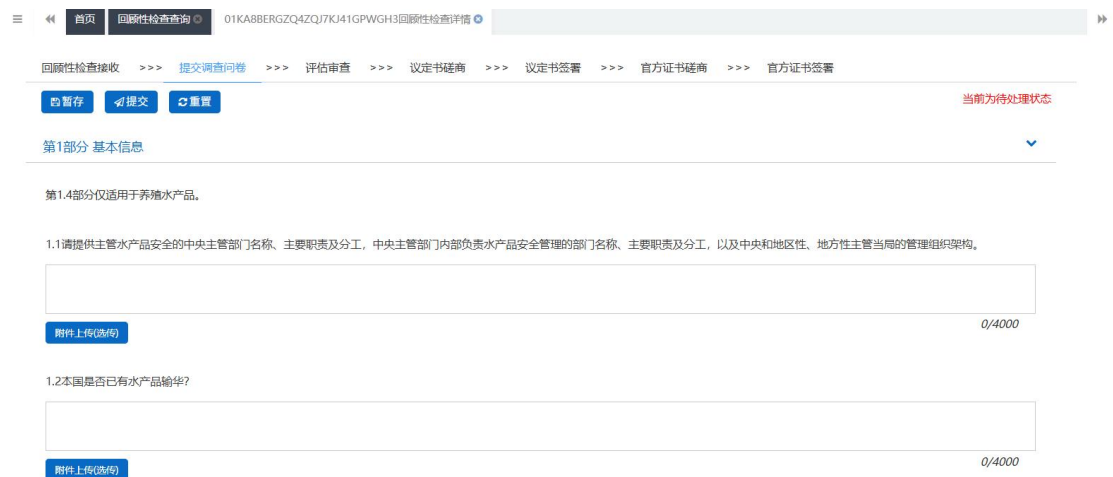 首页 回顾性检查查询 01KA8BERGZQ4ZQJ7KJ41GPWGH3回顾性检查详情
回顾性检查接收 >>> 提交调查问卷 >>> 评估审查 >>> 议定书磋商 >>> 议定书签署 >>> 官方证书磋商 >>> 官方证书签署
暂存 提交 重置 当前为待处理状态
第1部分 基本信息
第1.4部分仅适用于养殖水产品。
1.1请提供主管水产品安全的中央主管部门名称、主要职责及分工，中央主管部门内部负责水产品安全管理的部门名称、主要职责及分工，以及中央和地区性、地方性主管当局的管理组织架构。
0/4000
附件上传(选传)
1.2本国是否已有水产品输华?
0/4000
附件上传(选传)